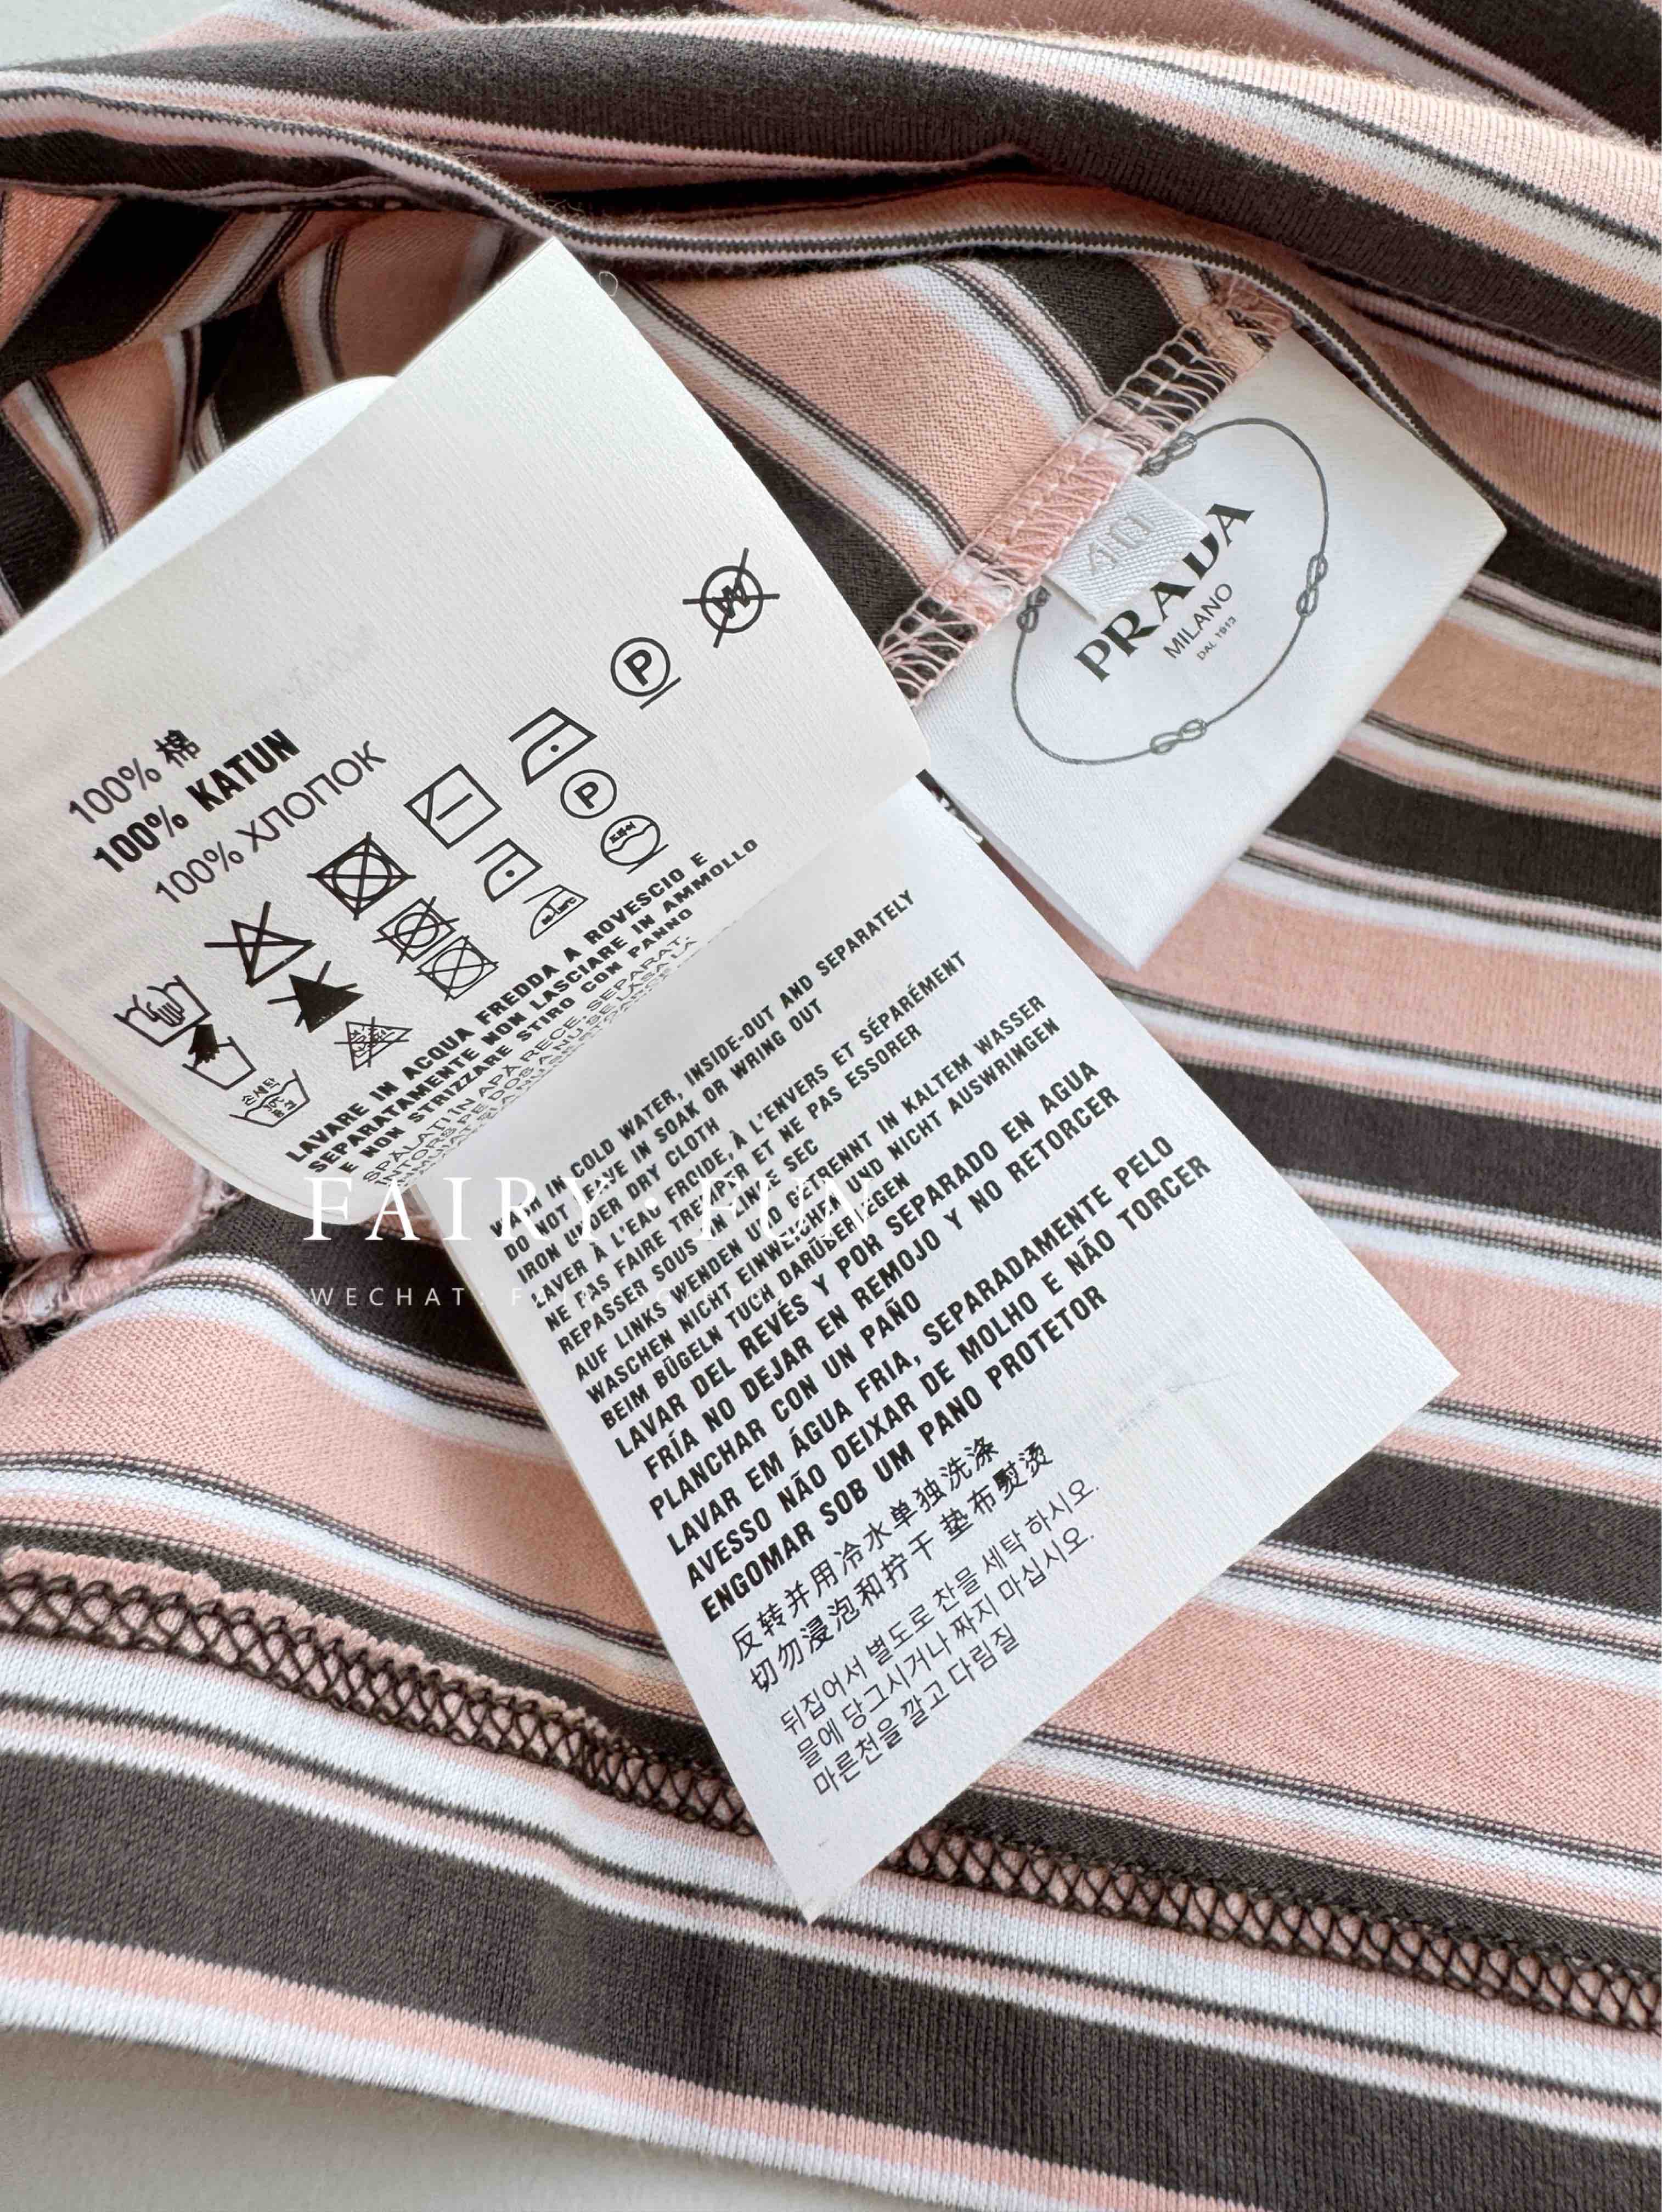 100% 棉
100% KATUN
100% ХЛОПОК
P
W
P
LAVARE IN ACQUA FREDDA A ROVESCIO E
SEPARATAMENTE NON LASCIARE IN AMMOLLO
E NON STRIZZARE STIRO CON PANNO
40
PRADA
MILANO
DAL 1913
IN COLD WATER, INSIDE-OUT AND SEPARATELY
DO NOT LEAVE IN SOAK OR WRING OUT
IRON UNDER DRY CLOTH
LAVER À L'EAU FROIDE, À L'ENVERS ET SÉPARÉMENT
NE PAS FAIRE TREMPER ET NE PAS ESSORER
REPASSER SOUS UN LINGE SEC
AUF LINKS WENDEN UND GETRENNT IN KALTEM WASSER
WASCHEN NICHT EINWEICHEN UND NICHT AUSWRINGEN
BEIM BÜGELN TUCH DARÜBERLEGEN
LAVAR DEL REVÉS Y POR SEPARADO EN AGUA
FRÍA NO DEJAR EN REMOJO Y NO RETORCER
PLANCHAR CON UN PAÑO
LAVAR EM ÁGUA FRIA, SEPARADAMENTE PELO
AVESSO NÃO DEIXAR DE MOLHO E NÃO TORCER
ENGOMAR SOB UM PANO PROTETOR
反转并用冷水单独洗涤
切勿浸泡和拧干 垫布熨烫
뒤집어서 별도로 찬물 세탁 하시오.
물에 당그시거나 짜지 마십시오.
마른천을 깔고 다림질
FAIRY·FUN
WECHAT: